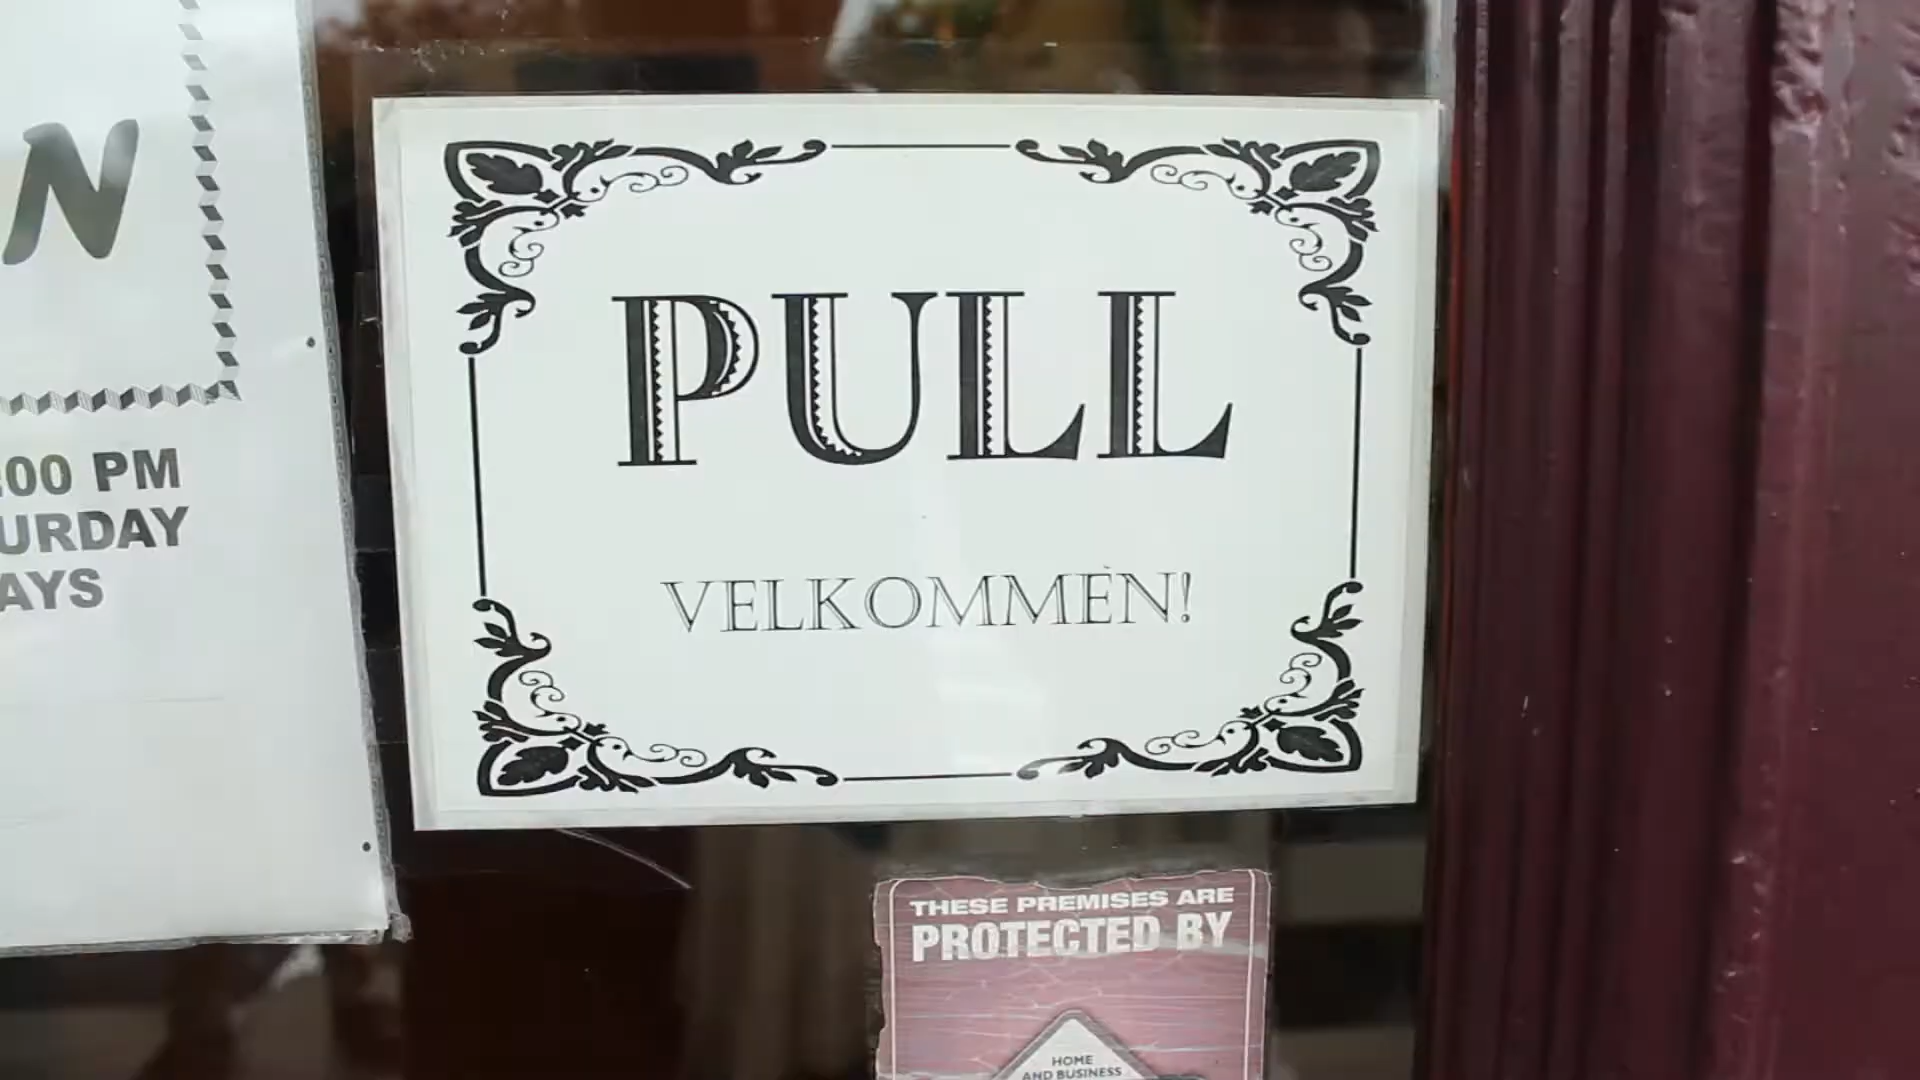 N
:00 PM
URDAY
AYS
PULL
VELKOMMEN!
THESE PREMISES ARE
PROTECTED BY
HOME
AND BUSINESS